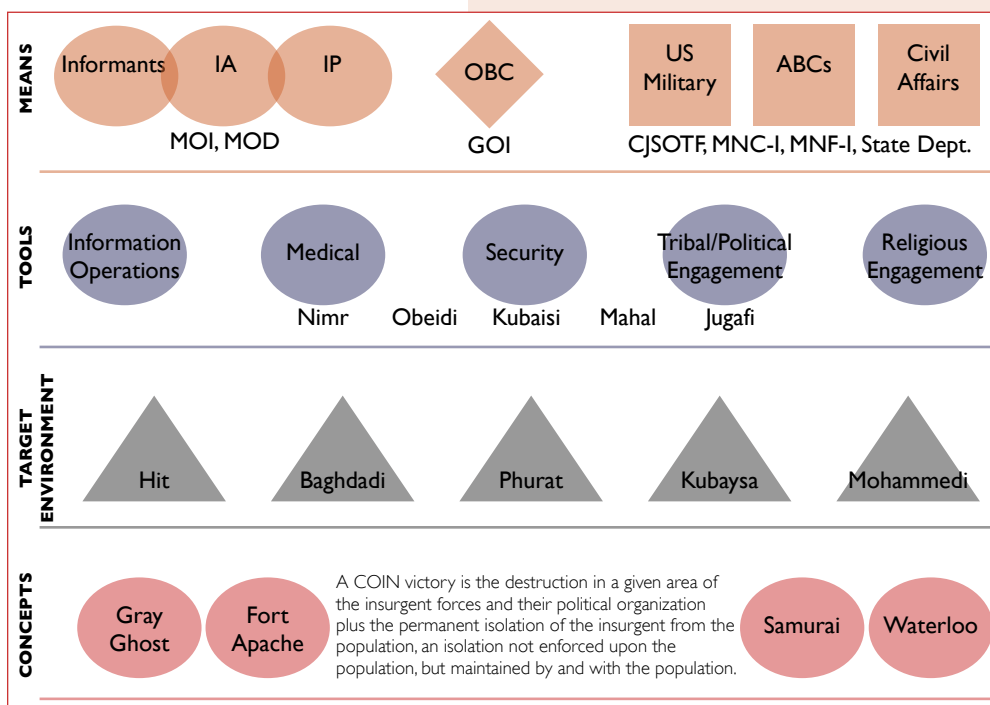 MEANS
Informants IA IP
OBC
US
Military
ABCs
Civil
Affairs
MOI, MOD
GOI
CJSOTF, MNC-I, MNF-I, State Dept.
TOOLS
Information
Operations
Medical
Security
Tribal/Political
Engagement
Religious
Engagement
Nimr Obeidi Kubaisi Mahal Jugafi
TARGET
ENVIRONMENT
Hit Baghdadi Phurat Kubaysa Mohammedi
CONCEPTS
Gray
Ghost
Fort
Apache
A COIN victory is the destruction in a given area of
the insurgent forces and their political organization
plus the permanent isolation of the insurgent from the
population, an isolation not enforced upon the
population, but maintained by and with the population.
Samurai Waterloo